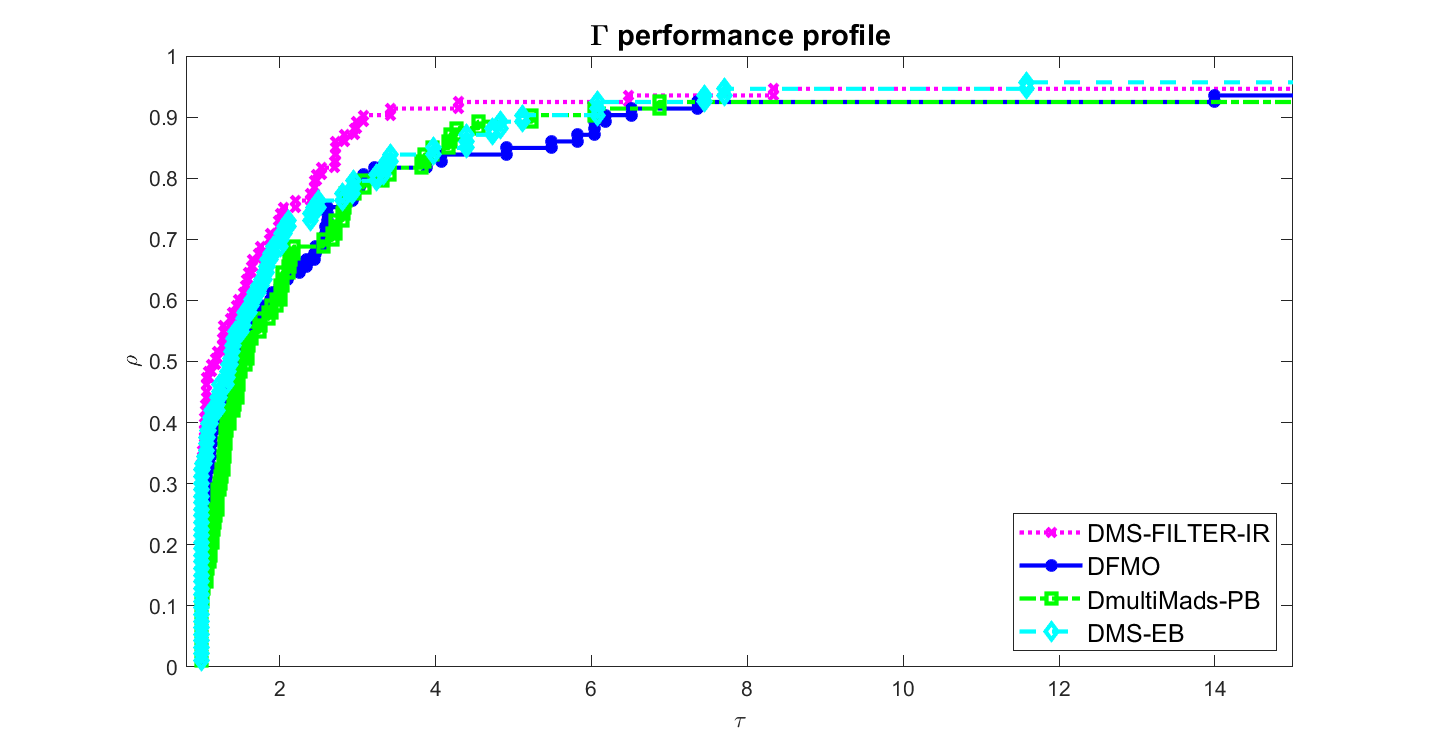 Γ performance profile
1
0.9
0.8
0.7
0.6
0.5
0.4
0.3
0.2
0.1
0
ρ
2 4 6 8 10 12 14
τ
DMS-FILTER-IR
DFMO
DmultiMads-PB
DMS-EB